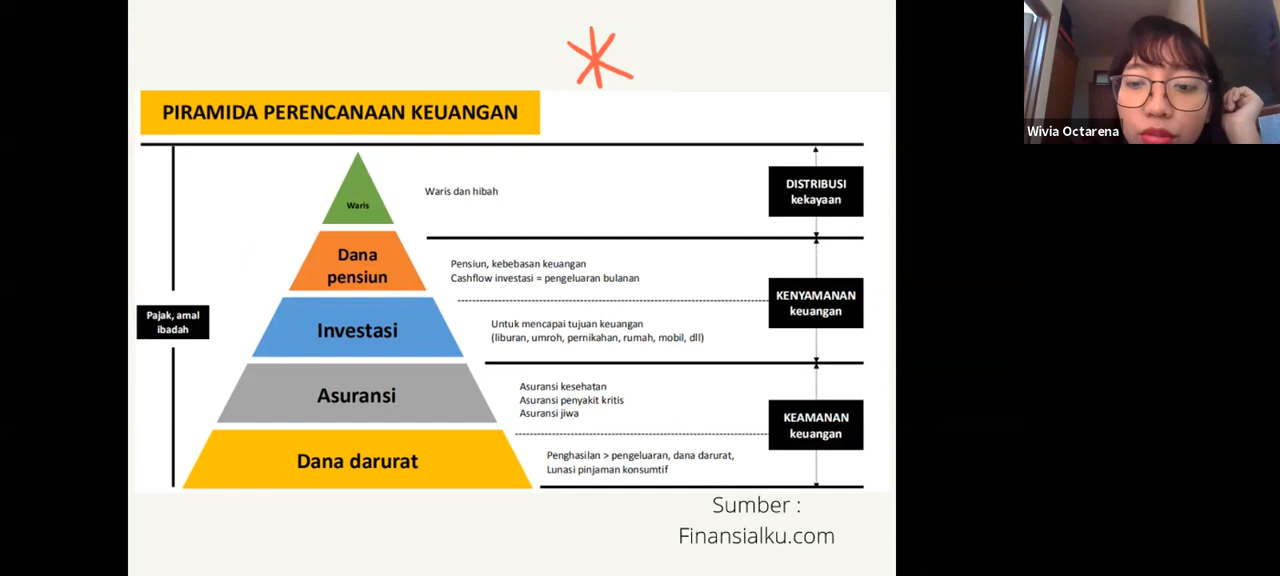 PIRAMIDA PERENCANAAN KEUANGAN
Wivia Octarena
Waris
Waris dan hibah
DISTRIBUSI
kekayaan
Dana
pensiun
Pensiun, kebebasan keuangan
Cashflow investasi = pengeluaran bulanan
KENYAMANAN
keuangan
Pajak, amal
ibadah
Investasi
Untuk mencapai tujuan keuangan
(liburan, umroh, pernikahan, rumah, mobil, dll)
Asuransi
Asuransi kesehatan
Asuransi penyakit kritis
Asuransi jiwa
KEAMANAN
keuangan
Dana darurat
Penghasilan > pengeluaran, dana darurat,
Lunasi pinjaman konsumtif
Sumber :
Finansialku.com